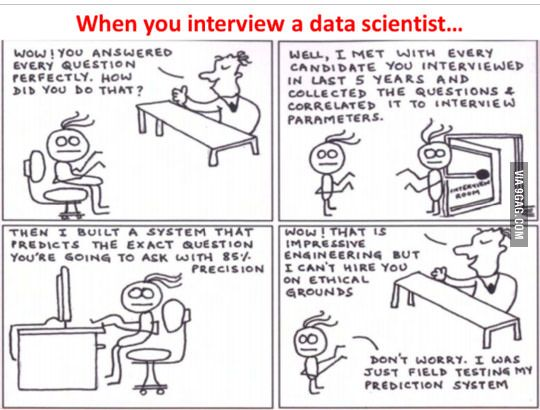 When you interview a data scientist...
WOW! YOU ANSWERED
EVERY QUESTION
PERFECTLY. HOW
DID YOU DO THAT?
WELL, I MET WITH EVERY
CANDIDATE YOU INTERVIEWED
IN LAST 5 YEARS AND
COLLECTED THE QUESTIONS &
CORRELATED IT TO INTERVIEW
PARAMETERS.
INTERVIEW
ROOM
VIA 9GAG.COM
THEN I BUILT A SYSTEM THAT
PREDICTS THE EXACT QUESTION
YOU'RE GOING TO ASK WITH 85%
PRECISION
WOW! THAT IS
IMPRESSIVE
ENGINEERING BUT
I CAN'T HIRE YOU
ON ETHICAL
GROUNDS
DON'T WORRY. I WAS
JUST FIELD TESTING MY
PREDICTION SYSTEM